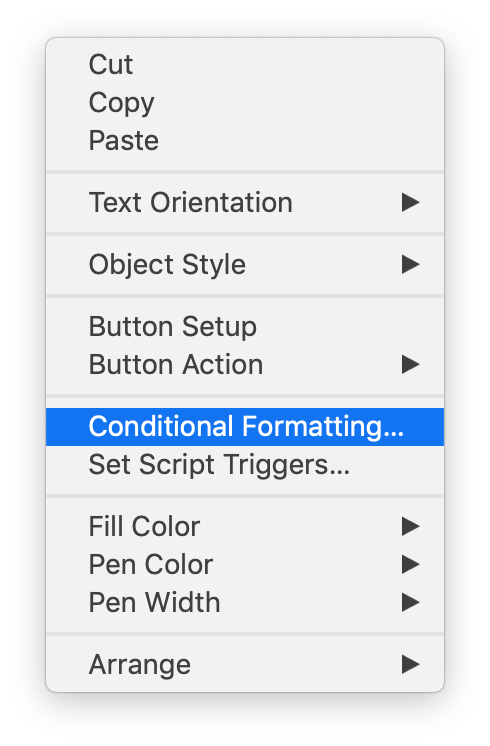 Cut
Copy
Paste
Text Orientation
Object Style
Button Setup
Button Action
Conditional Formatting...
Set Script Triggers...
Fill Color
Pen Color
Pen Width
Arrange